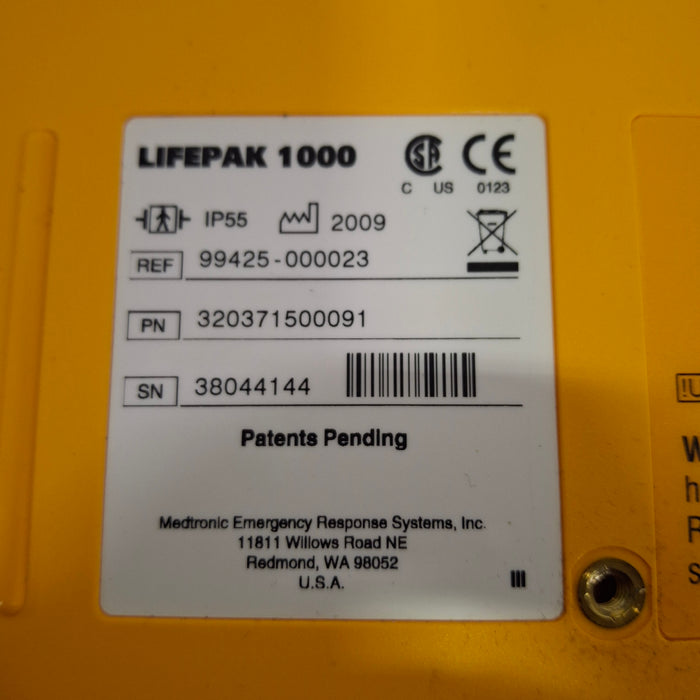 LIFEPAK 1000
C US 0123
IP55 2009
REF 99425-000023
PN 320371500091
SN 38044144
Patents Pending
Medtronic Emergency Response Systems, Inc.
11811 Willows Road NE
Redmond, WA 98052
U.S.A.